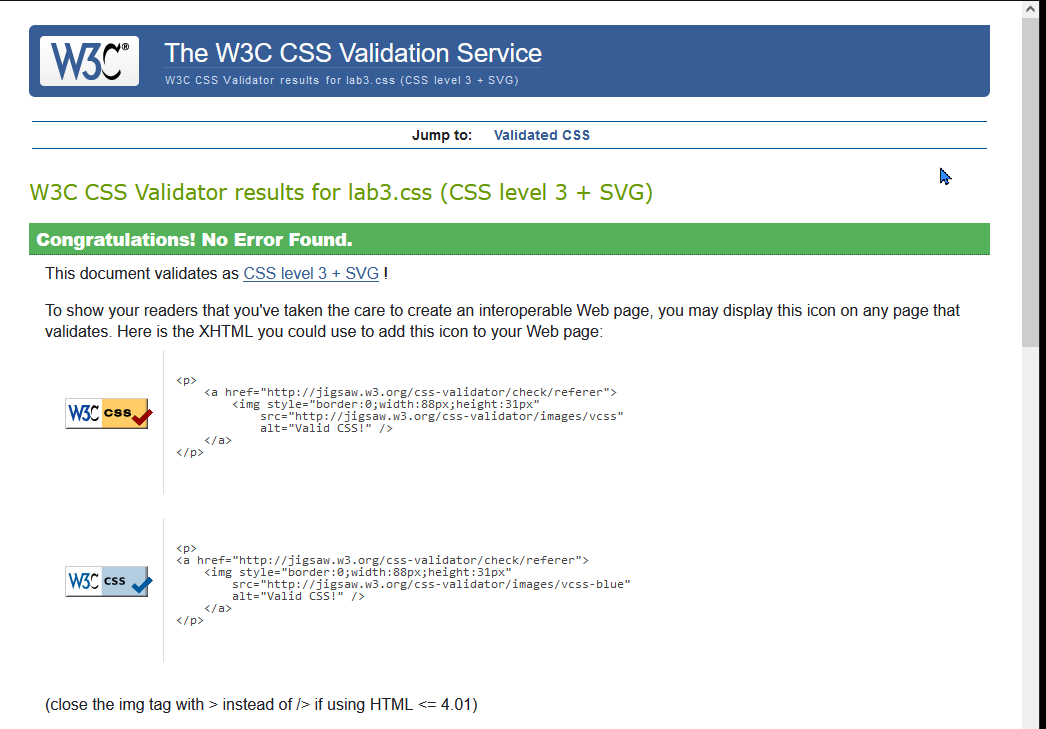 W3C®
The W3C CSS Validation Service
W3C CSS Validator results for lab3.css (CSS level 3 + SVG)
Jump to: Validated CSS
W3C CSS Validator results for lab3.css (CSS level 3 + SVG)
Congratulations! No Error Found.
This document validates as CSS level 3 + SVG !
To show your readers that you've taken the care to create an interoperable Web page, you may display this icon on any page that
validates. Here is the XHTML you could use to add this icon to your Web page:
W3C css
<p>
<a href="http://jigsaw.w3.org/css-validator/check/referer">
<img style="border:0;width:88px;height:31px"
src="http://jigsaw.w3.org/css-validator/images/vcss"
alt="Valid CSS!" />
</a>
</p>
W3C css
<p>
<a href="http://jigsaw.w3.org/css-validator/check/referer">
<img style="border:0;width:88px;height:31px"
src="http://jigsaw.w3.org/css-validator/images/vcss-blue"
alt="Valid CSS!" />
</a>
</p>
(close the img tag with > instead of /> if using HTML <= 4.01)